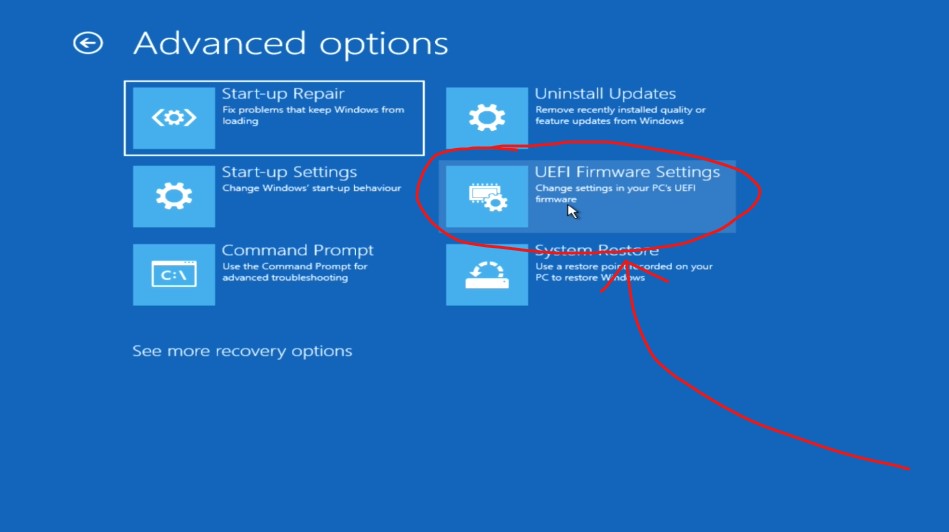 Advanced options
Start-up Repair
Fix problems that keep Windows from
loading
Uninstall Updates
Remove recently installed quality or
feature updates from Windows
Start-up Settings
Change Windows' start-up behaviour
UEFI Firmware Settings
Change settings in your PC's UEFI
firmware
Command Prompt
Use the Command Prompt for
advanced troubleshooting
C:\
System Restore
Use a restore point recorded on your
PC to restore Windows
See more recovery options